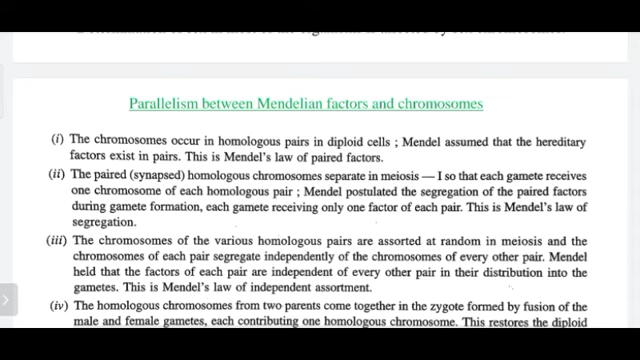 Parallelism between Mendelian factors and chromosomes
(i) The chromosomes occur in homologous pairs in diploid cells ; Mendel assumed that the hereditary
factors exist in pairs. This is Mendel's law of paired factors.
(ii) The paired (synapsed) homologous chromosomes separate in meiosis — I so that each gamete receives
one chromosome of each homologous pair ; Mendel postulated the segregation of the paired factors
during gamete formation, each gamete receiving only one factor of each pair. This is Mendel's law of
segregation.
(iii) The chromosomes of the various homologous pairs are assorted at random in meiosis and the
chromosomes of each pair segregate independently of the chromosomes of every other pair. Mendel
held that the factors of each pair are independent of every other pair in their distribution into the
gametes. This is Mendel's law of independent assortment.
(iv) The homologous chromosomes from two parents come together in the zygote formed by fusion of the
male and female gametes, each contributing one homologous chromosome. This restores the diploid